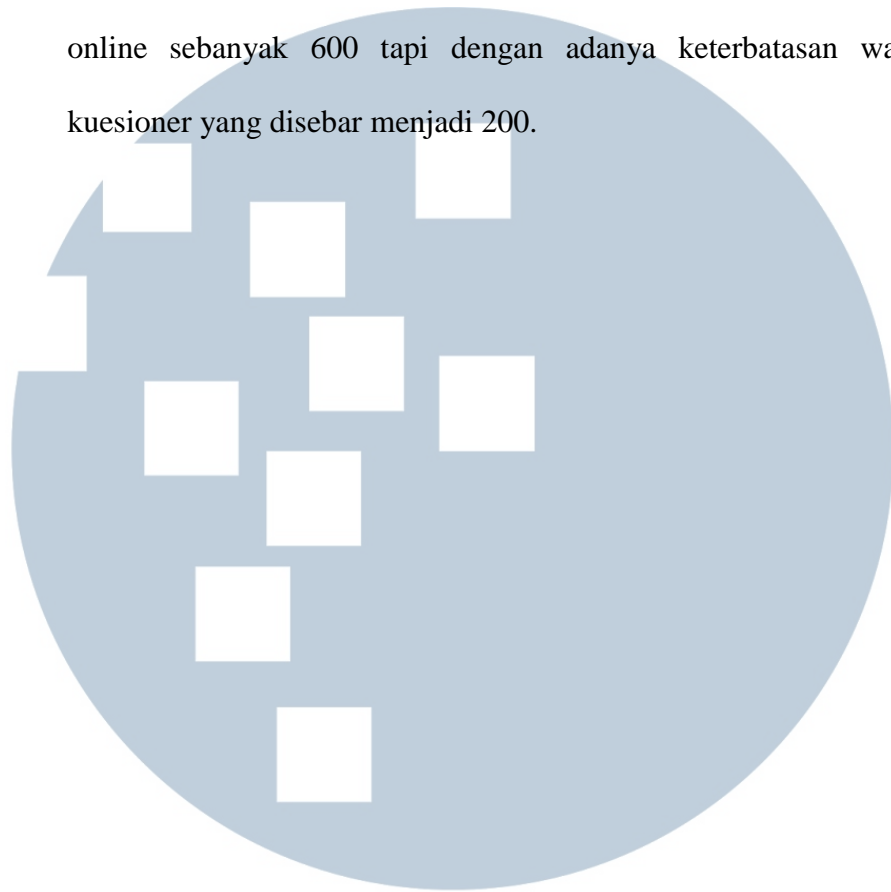 online sebanyak 600 tapi dengan adanya keterbatasan
kuesioner yang disebar menjadi 200.